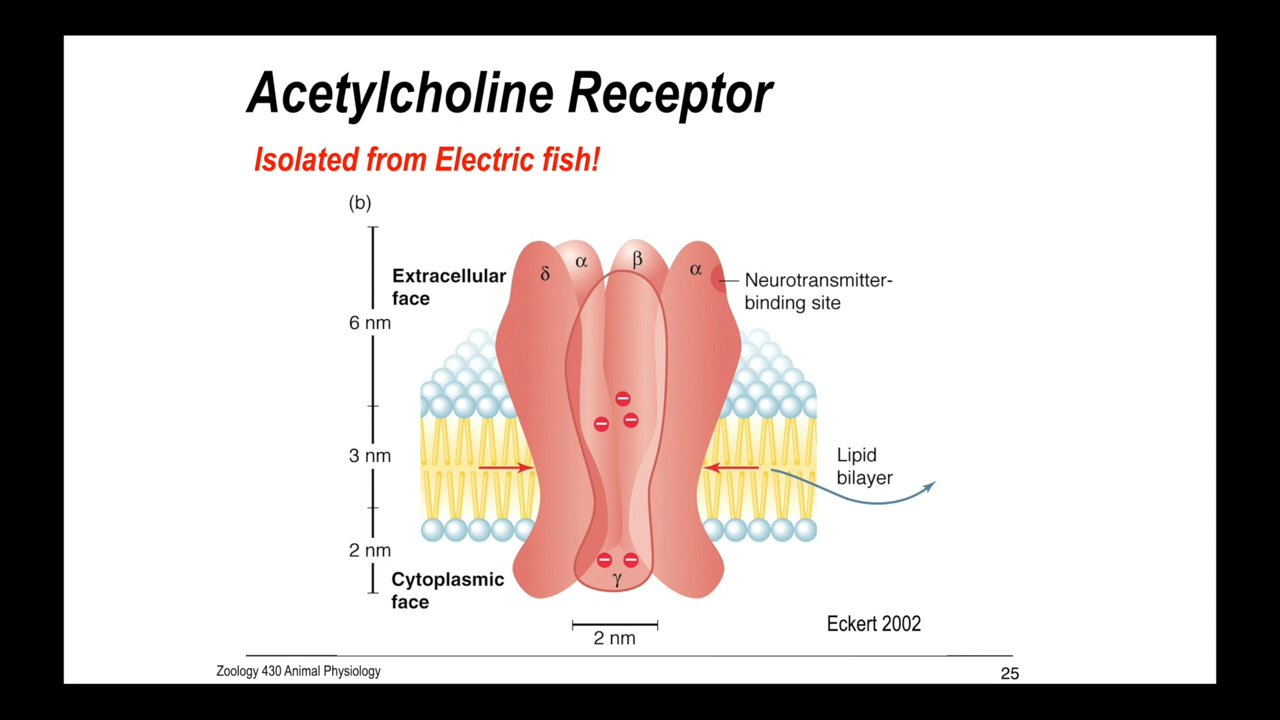 Acetylcholine Receptor
Isolated from Electric fish!
(b)
Extracellular
face
δ
α
β
α
Neurotransmitter-
binding site
6 nm
3 nm
Lipid
bilayer
2 nm
Cytoplasmic
face
γ
2 nm
Eckert 2002
Zoology 430 Animal Physiology
25